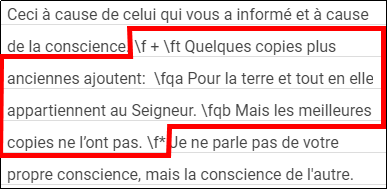 Ceci à cause de celui qui vous a informé et à cause
de la conscience. \f + \ft Quelques copies plus
anciennes ajoutent:  \fqa Pour la terre et tout en elle
appartiennent au Seigneur. \fqb Mais les meilleures
copies ne l’ont pas. \f* Je ne parle pas de votre
propre conscience, mais la conscience de l'autre.